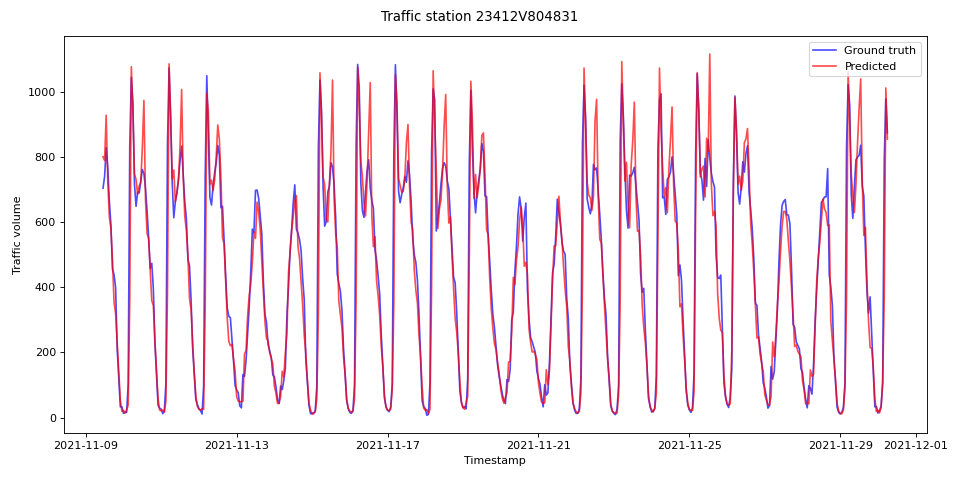 Traffic station 23412V804831
Ground truth
Predicted
Traffic volume
1000
800
600
400
200
0
2021-11-09
2021-11-13
2021-11-17
2021-11-21
2021-11-25
2021-11-29
2021-12-01
Timestamp